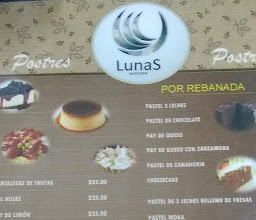 Postres
LunaS
Postr
POR REBANADA
PASTEL 3 LECHES
PASTEL DE CHOCOLATE
PAY DE QUESO
PAY DE QUESO CON ZARZAMORA
PASTEL DE ZANAHORIA
CHEESECAKE
PASTEL DE 3 LECHES RELLENO DE FRESAS
PASTEL MOKA
TARTALETAS DE FRUTAS $35.00
L HOJAS $35.00
Y DE LIMÓN $35.00